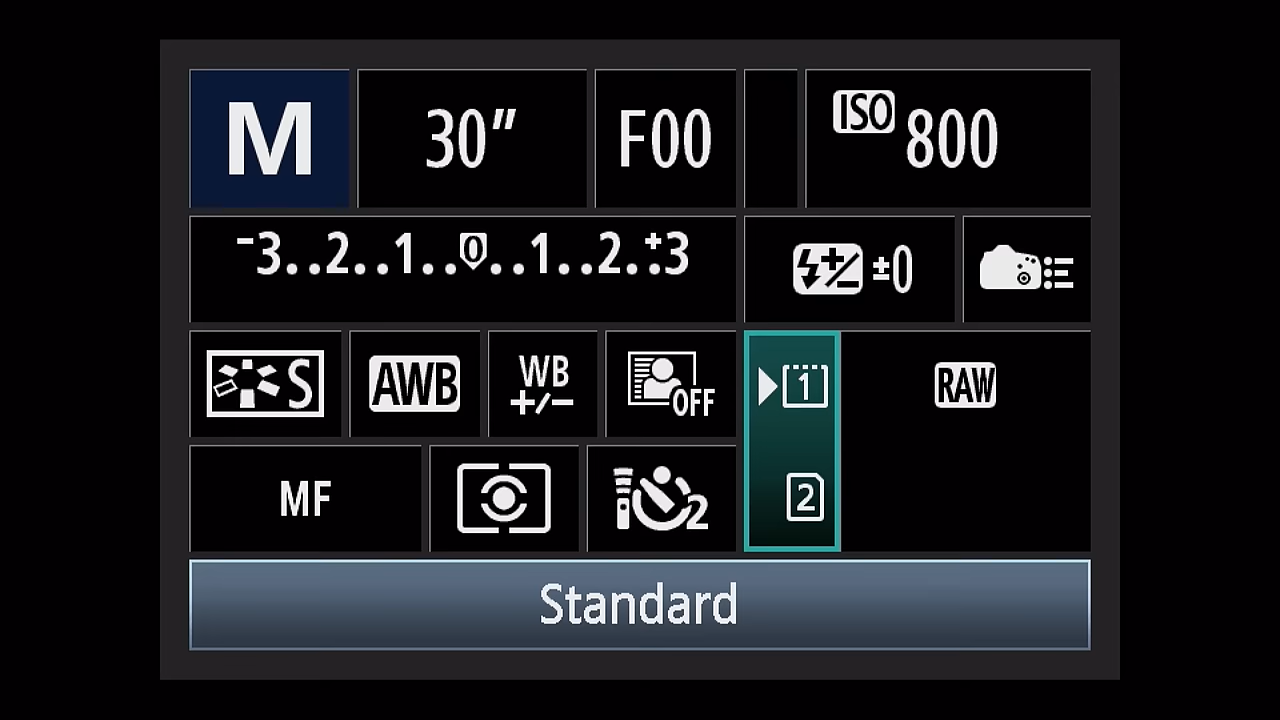 M 30" F00 ISO 800
-3..2..1..0..1..2..+3 ±0
S AWB WB +/- OFF 1 RAW
MF 2 2
Standard